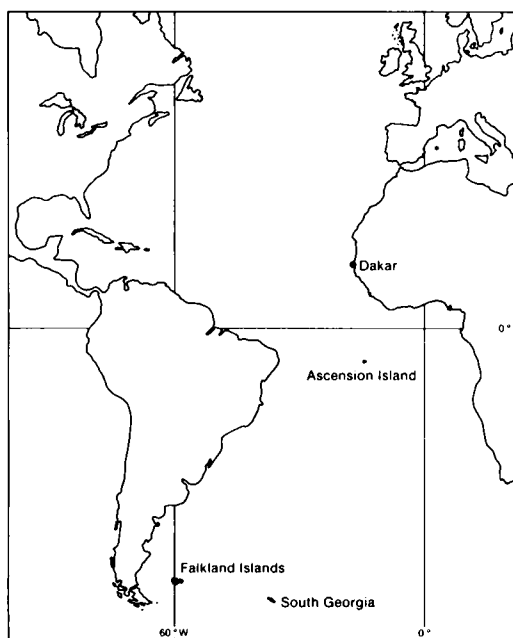 Dakar
0°
Ascension Island
Falkland Islands
South Georgia
60°W
0°